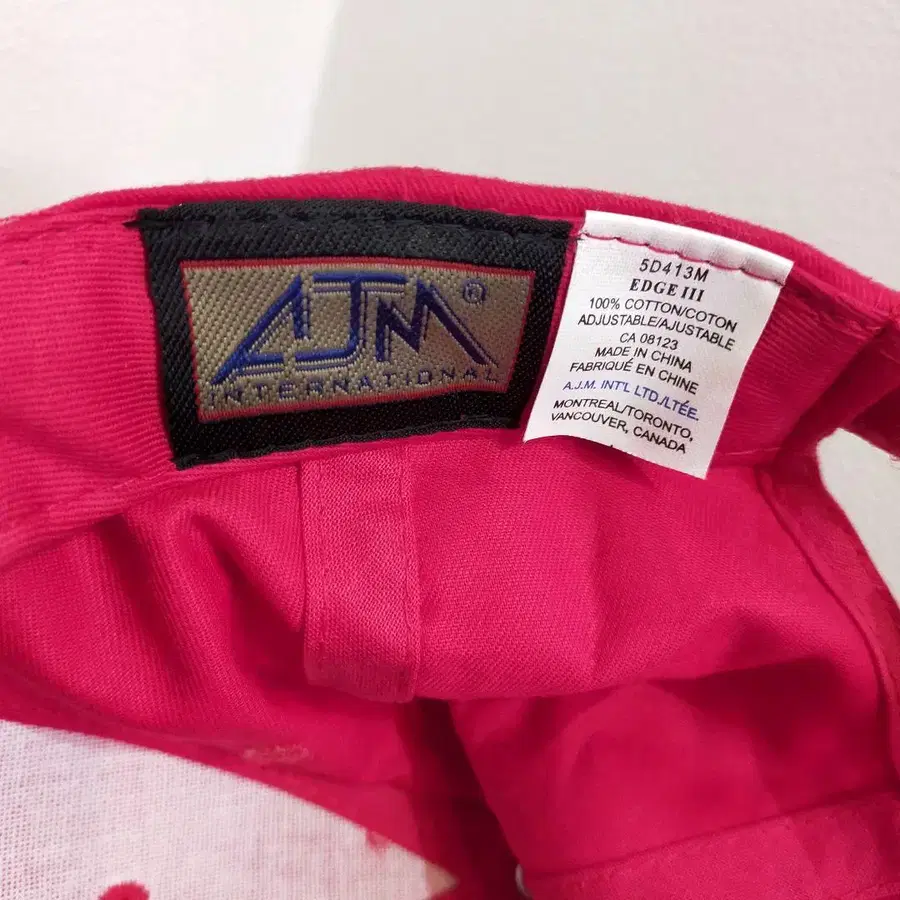 AJM®
INTERNATIONAL
5D413M
EDGE III
100% COTTON/COTON
ADJUSTABLE/AJUSTABLE
CA 08123
MADE IN CHINA
FABRIQUÉ EN CHINE
A.J.M. INT'L LTD./LTÉE.
MONTREAL/TORONTO,
VANCOUVER, CANADA